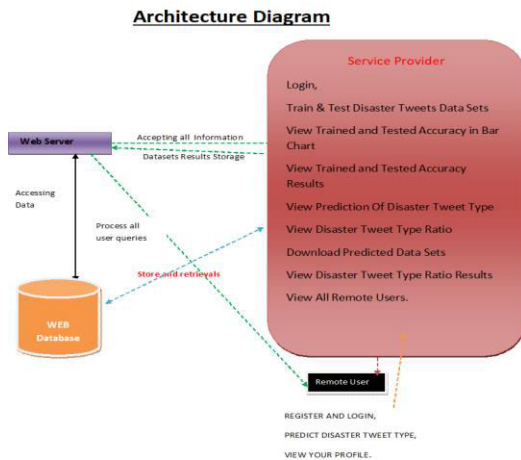 Architecture Diagram
Service Provider
Login,
Train & Test Disaster Tweets Data Sets
View Trained and Tested Accuracy in Bar
Chart
View Trained and Tested Accuracy
Results
View Prediction Of Disaster Tweet Type
View Disaster Tweet Type Ratio
Download Predicted Data Sets
View Disaster Tweet Type Ratio Results
View All Remote Users.
Web Server
Accepting all Information
Datasets Results Storage
Accessing
Data
Process all
user queries
Store and retrievals
WEB
Database
Remote User
REGISTER AND LOGIN,
PREDICT DISASTER TWEET TYPE,
VIEW YOUR PROFILE.